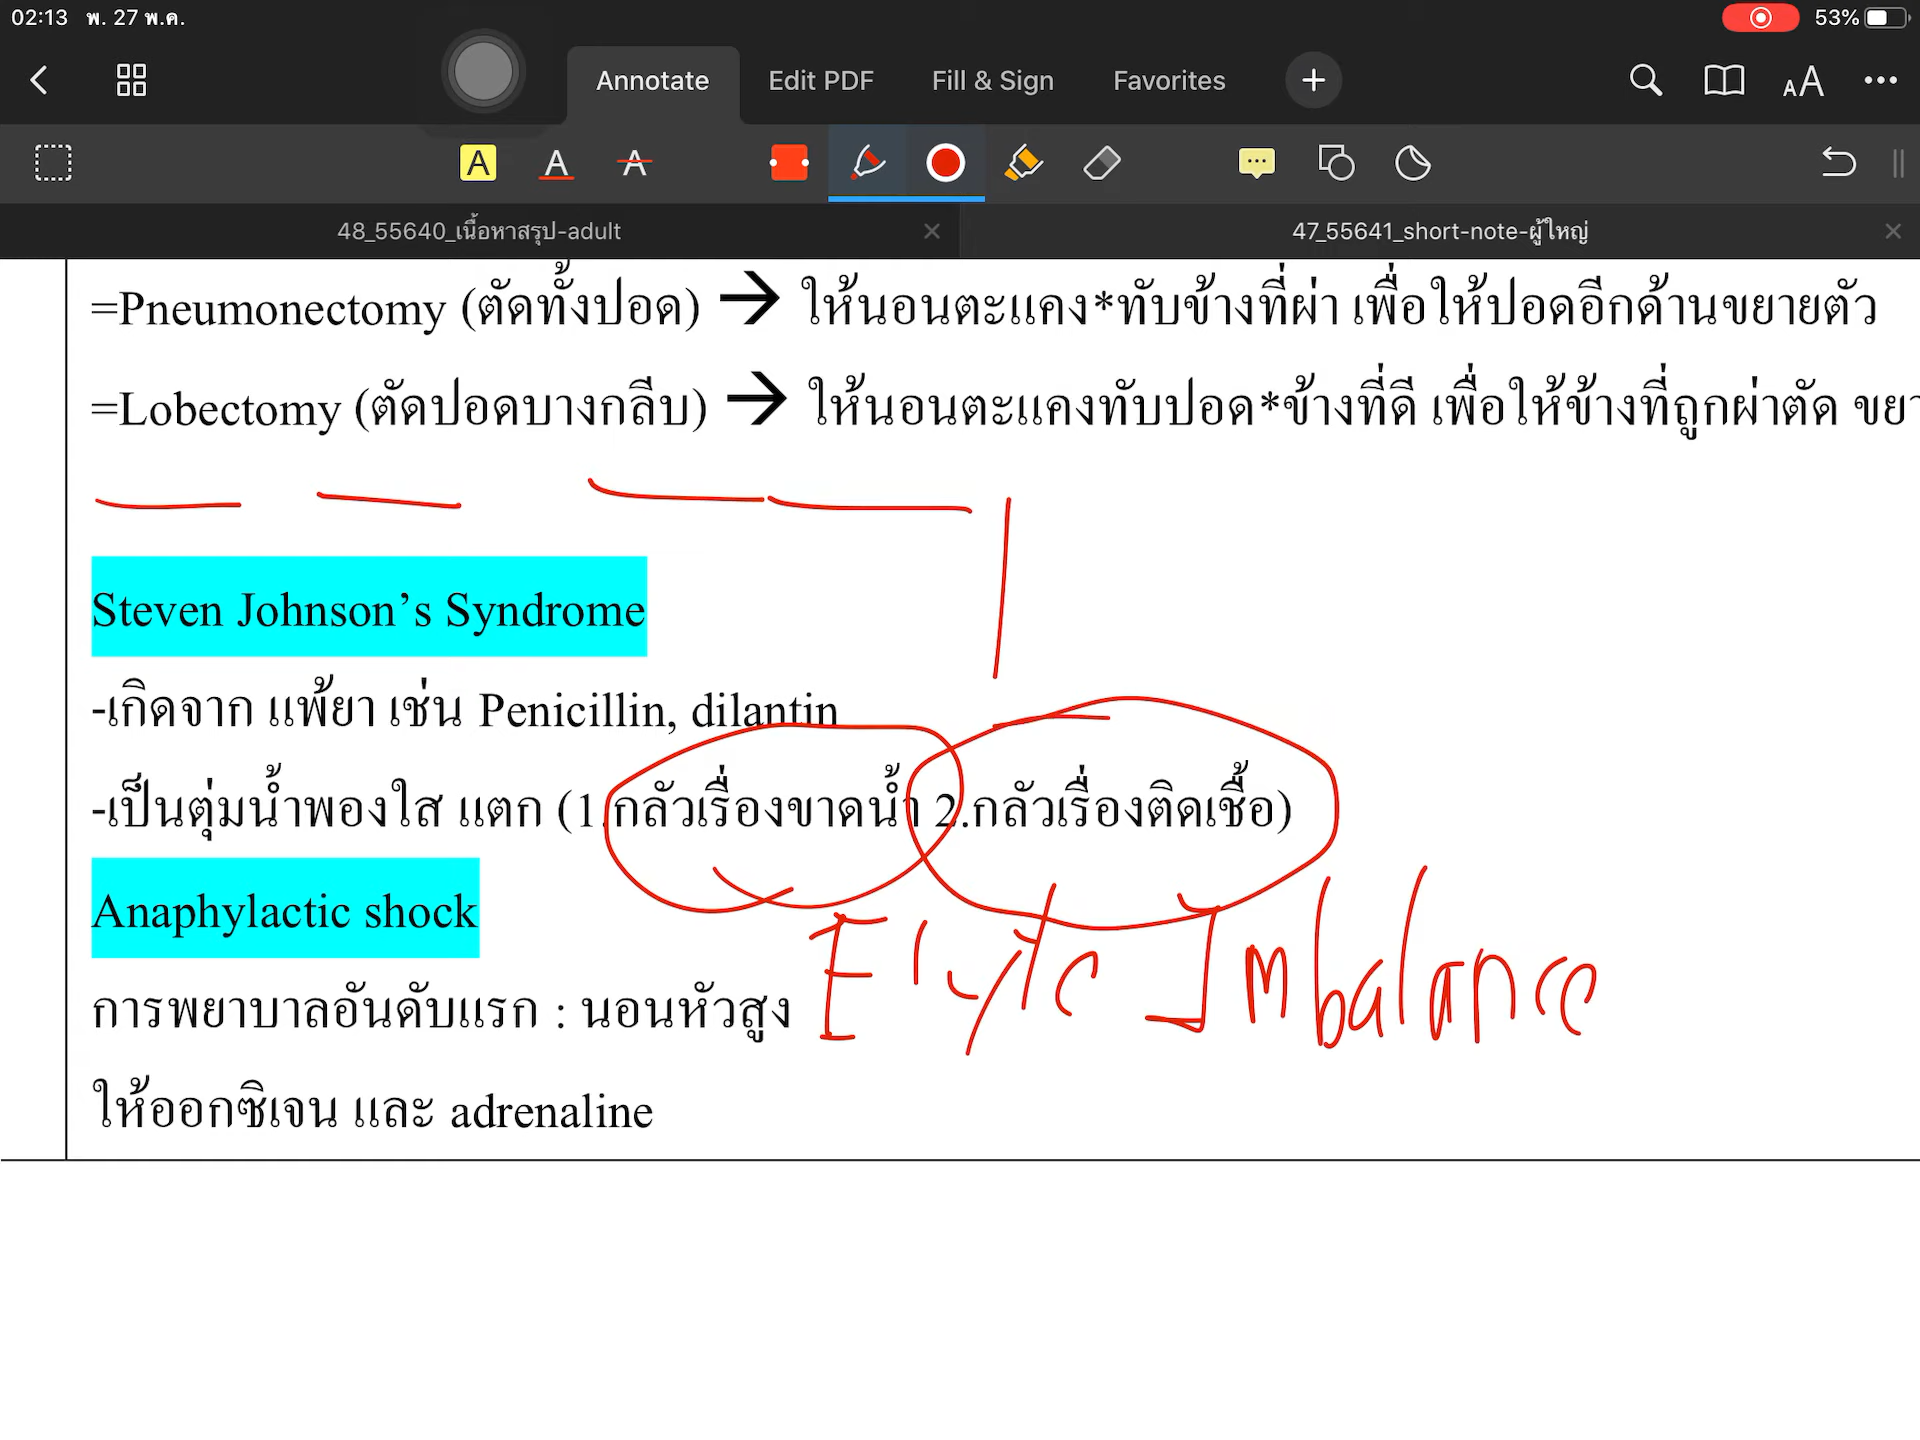 02:13 พ. 27 พ.ค. 53%
Annotate Edit PDF Fill & Sign Favorites
A A A AA
48_55640_เนื้อหาสรุป-adult 47_55641_short-note-ผู้ใหญ่
=Pneumonectomy (ตัดทั้งปอด) → ให้นอนตะแคง*ทับข้างที่ผ่า เพื่อให้ปอดอีกด้านขยายตัว
=Lobectomy (ตัดปอดบางกลีบ) → ให้นอนตะแคงทับปอด*ข้างที่ดี เพื่อให้ข้างที่ถูกผ่าตัด ขยา
Steven Johnson’s Syndrome
-เกิดจาก แพ้ยา เช่น Penicillin, dilantin
-เป็นตุ่มน้ำพองใส แตก (1.กลัวเรื่องขาดน้ำ 2.กลัวเรื่องติดเชื้อ)
Anaphylactic shock
E'lyte Imbalance
การพยาบาลอันดับแรก : นอนหัวสูง
ให้ออกซิเจน และ adrenaline